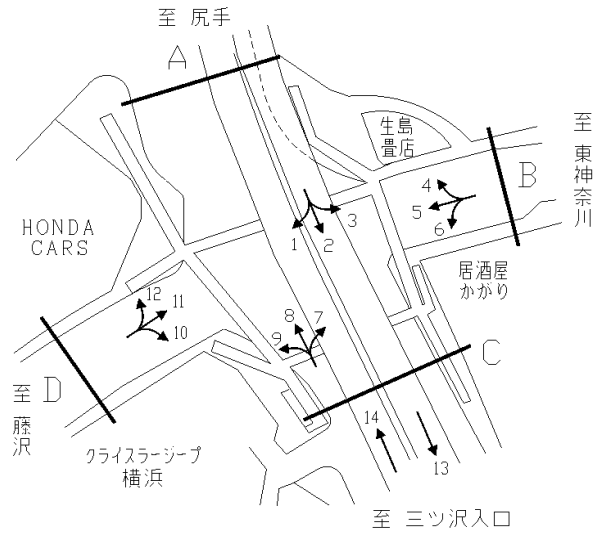 至 尻手
A
生島
畳店
至 東神奈川
B
4
5
6
1
2
3
HONDA
CARS
居酒屋
かがり
12
11
10
8
7
9
C
D
至 藤沢
14
13
クライスラージープ
横浜
至 三ツ沢入口